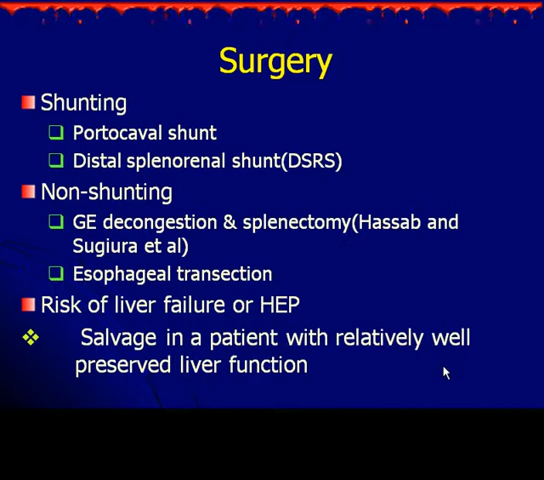 Surgery
Shunting
Portocaval shunt
Distal splenorenal shunt(DSRS)
Non-shunting
GE decongestion & splenectomy(Hassab and
Sugiura et al)
Esophageal transection
Risk of liver failure or HEP
Salvage in a patient with relatively well
preserved liver function